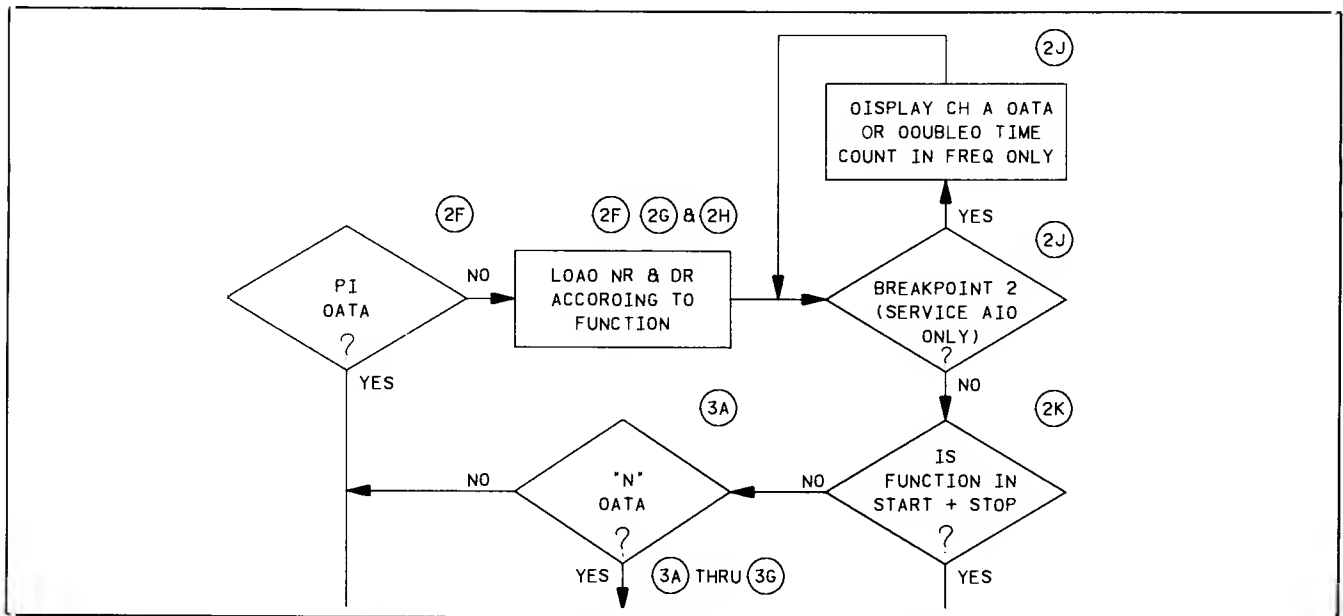 2J
OISPLAY CH A OATA
OR OOUBLEO TIME
COUNT IN FREQ ONLY
YES
2F
2F 2G & 2H
2J
PI
OATA
?
NO
YES
LOAO NR & DR
ACCOROING TO
FUNCTION
BREAKPOINT 2
(SERVICE AIO
ONLY)
?
NO
3A
2K
"N"
OATA
?
NO
YES
3A THRU 3G
IS
FUNCTION IN
START + STOP
?
NO
YES